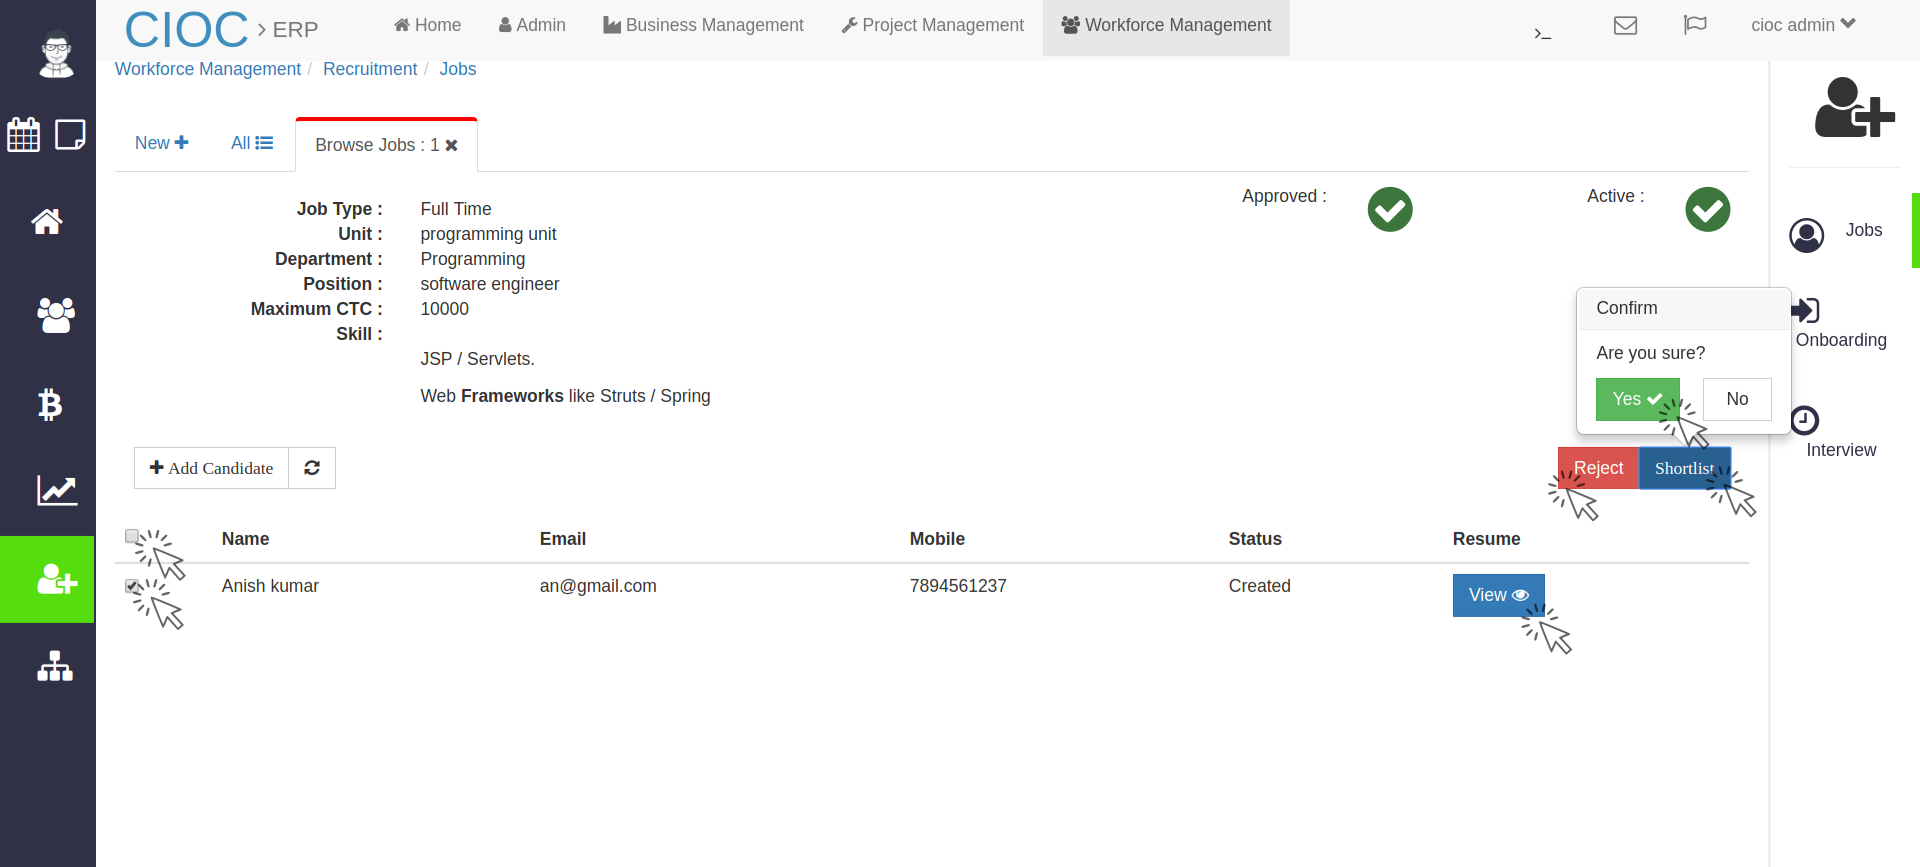 CIOC > ERP
Home
Admin
Business Management
Project Management
Workforce Management
cioc admin
Workforce Management / Recruitment / Jobs
New
All
Browse Jobs : 1
Approved :
Active :
Job Type : Full Time
Unit : programming unit
Department : Programming
Position : software engineer
Maximum CTC : 10000
Skill :
JSP / Servlets.
Web Frameworks like Struts / Spring
Jobs
Onboarding
Interview
Confirm
Are you sure?
Yes
No
Add Candidate
Reject
Shortlist
Name Email Mobile Status Resume
Anish kumar an@gmail.com 7894561237 Created View